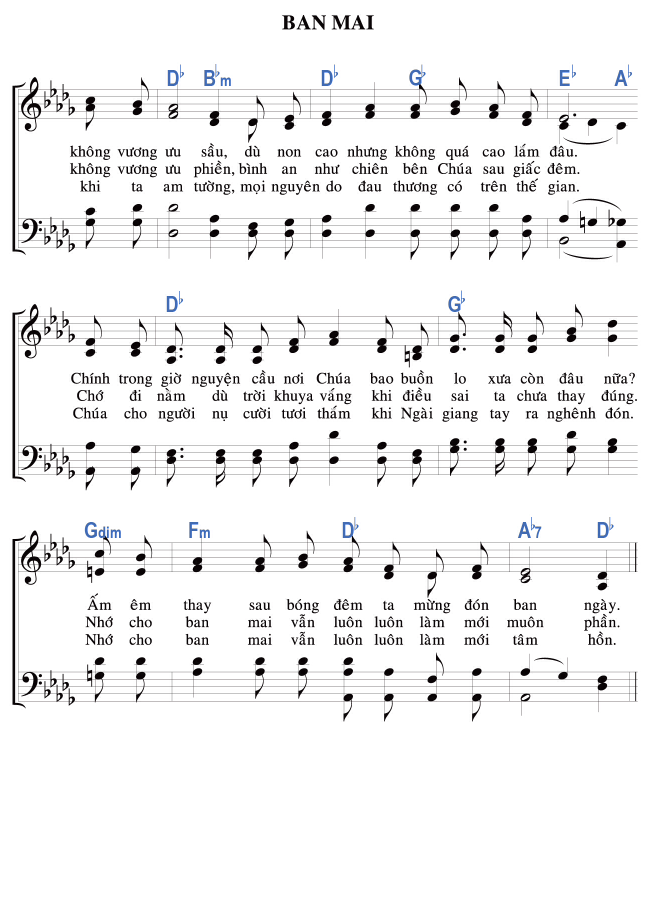 BAN MAI
D♭ B♭m D♭ G♭ E♭ A♭
không vương ưu sầu, dù non cao nhưng không quá cao lắm đâu.
không vương ưu phiền, bình an như chiên bên Chúa sau giấc đêm.
khi ta am tường, mọi nguyên do đau thương có trên thế gian.
D♭ G♭
Chính trong giờ nguyện cầu nơi Chúa bao buồn lo xưa còn đâu nữa?
Chớ đi nằm dù trời khuya vắng khi điều sai ta chưa thay đúng.
Chúa cho người nụ cười tươi thắm khi Ngài giang tay ra nghênh đón.
Gdim Fm D♭ A♭7 D♭
Ấm êm thay sau bóng đêm ta mừng đón ban ngày.
Nhớ cho ban mai vẫn luôn luôn làm mới muôn phần.
Nhớ cho ban mai vẫn luôn luôn làm mới tâm hồn.